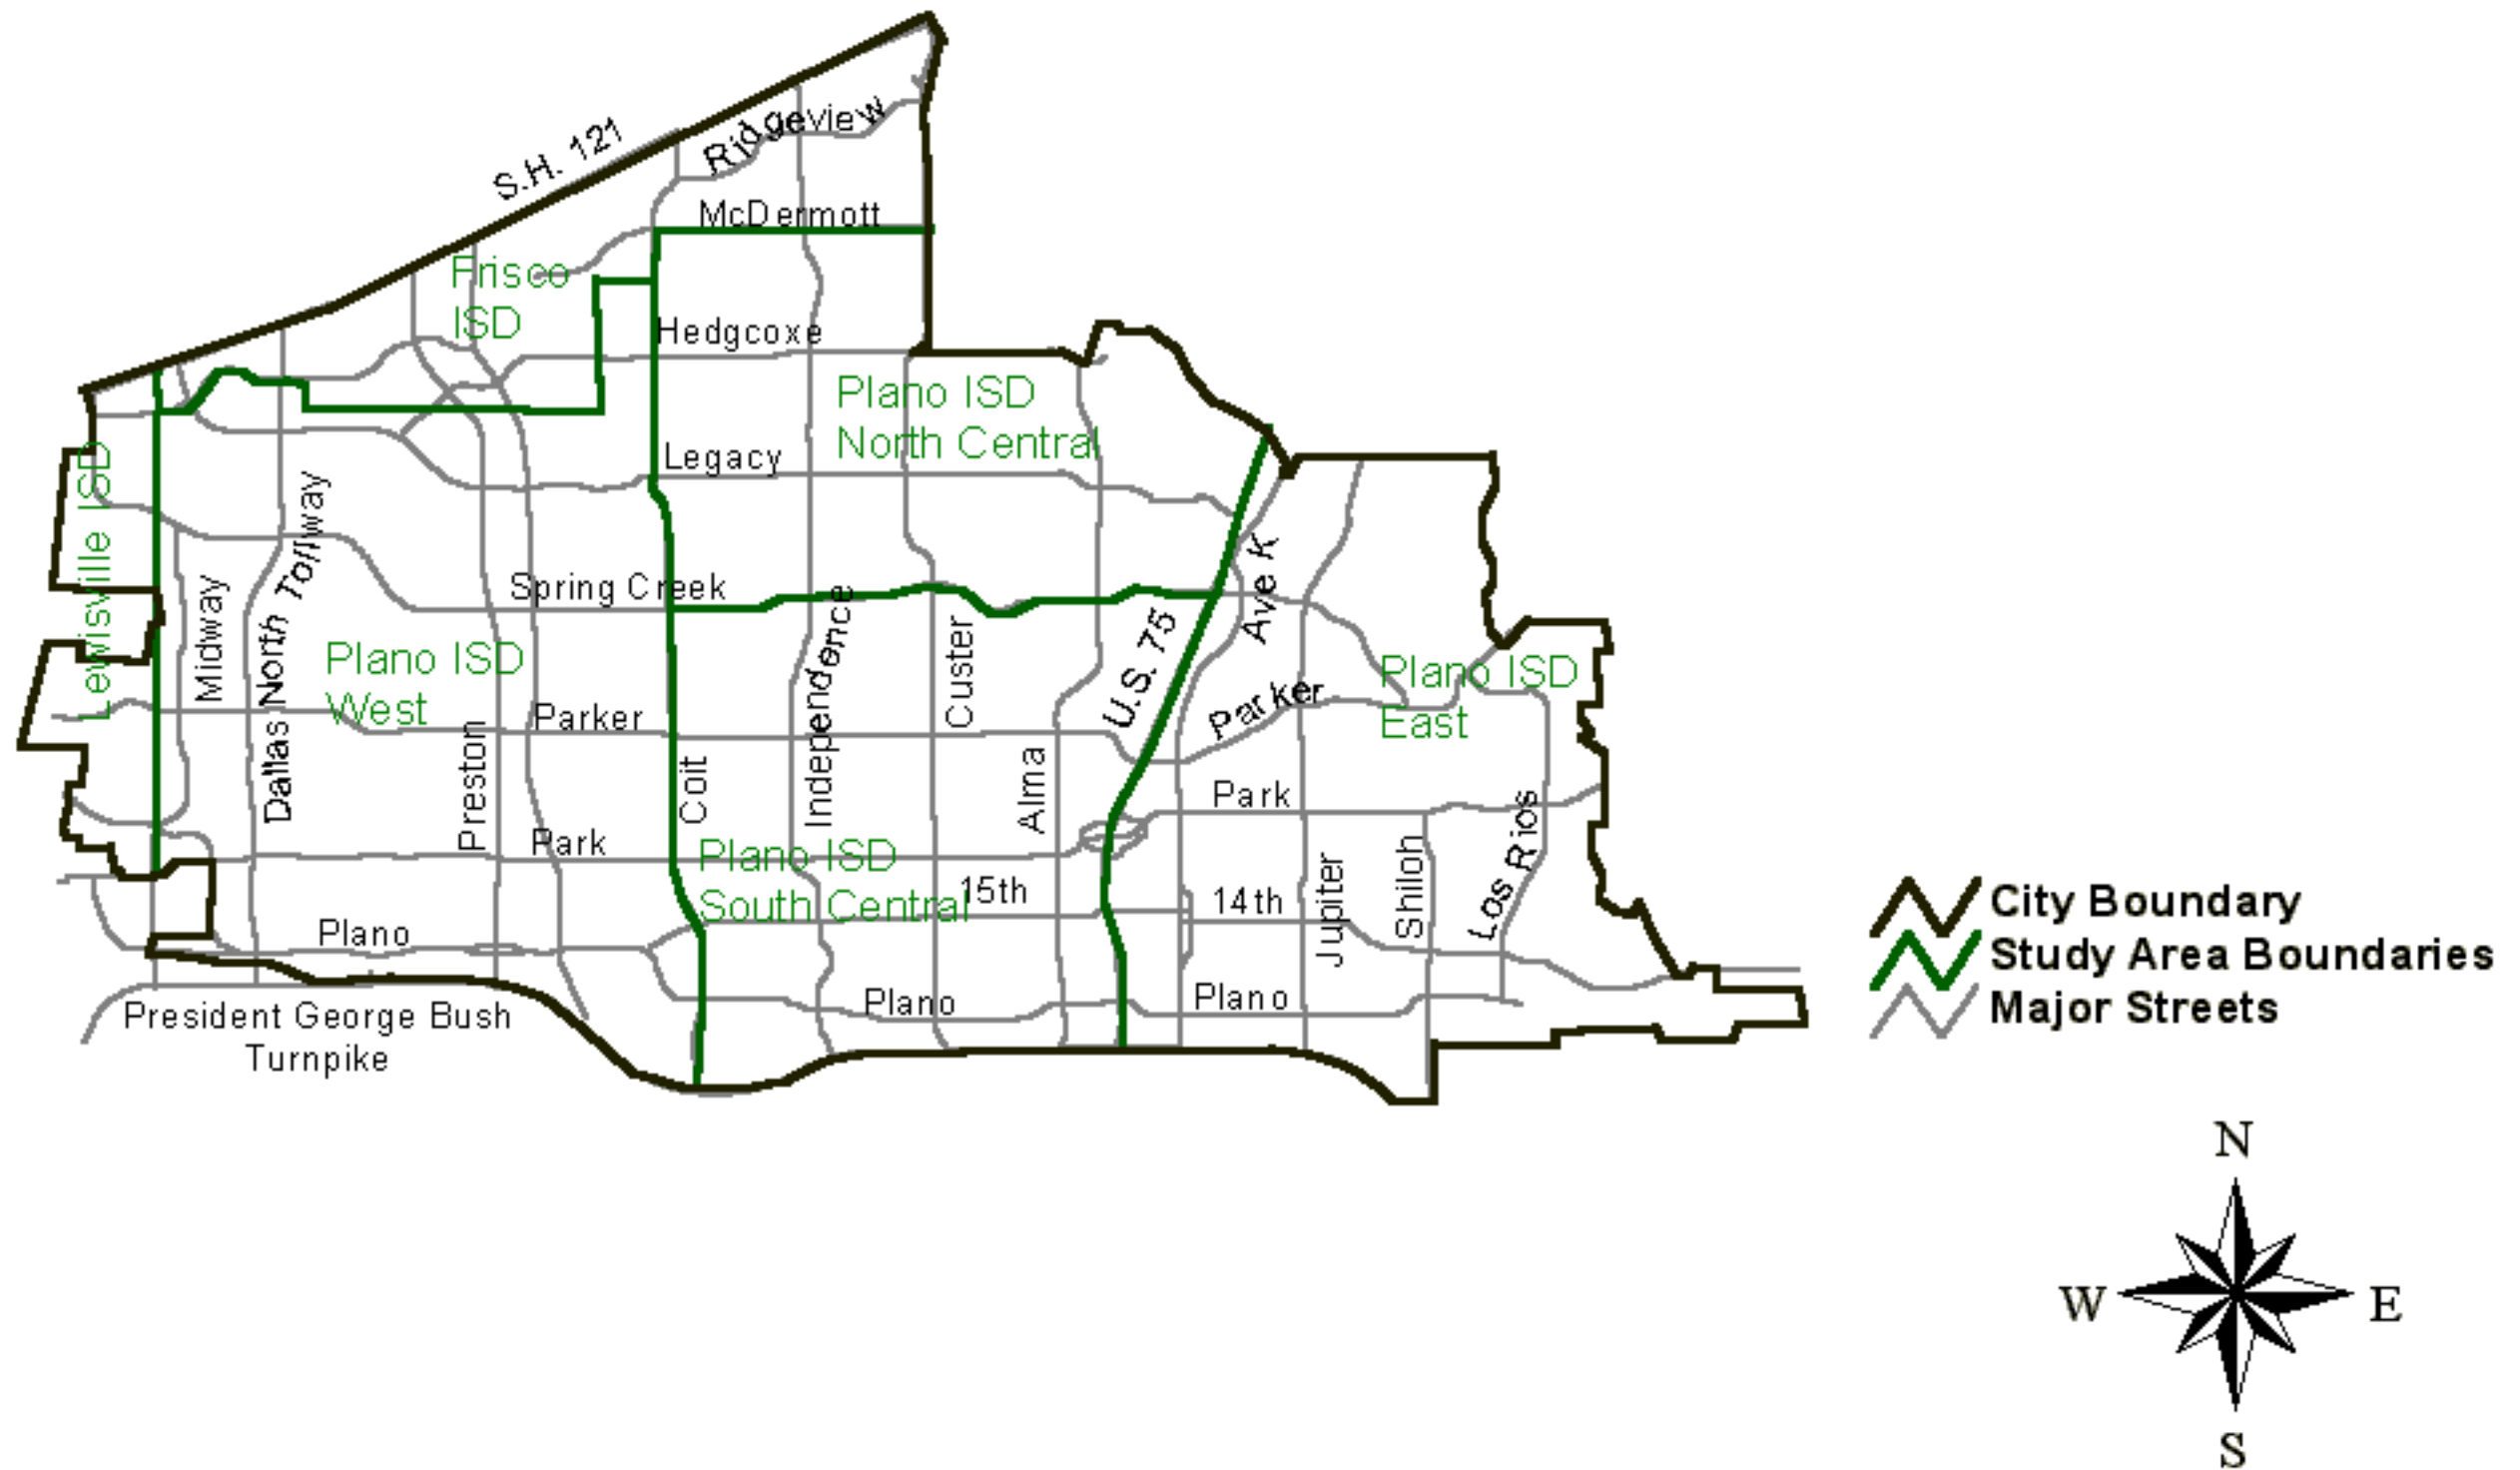 S.H. 121
Ridgeview
McDermott
Frisco
ISD
Hedgcoxe
Plano ISD
North Central
Legacy
Lewisville ISD
Midway
Dallas North Tollway
Spring Creek
Ave K
U.S. 75
Plano ISD
West
Preston
Parker
Coit
Independence
Custer
Alma
Parker
Plano ISD
East
Park
Park
Plano ISD
South Central
15th
14th
Jupiter
Shiloh
Los Rios
Plano
Plano
Plano
President George Bush
Turnpike
City Boundary
Study Area Boundaries
Major Streets
N
W
E
S